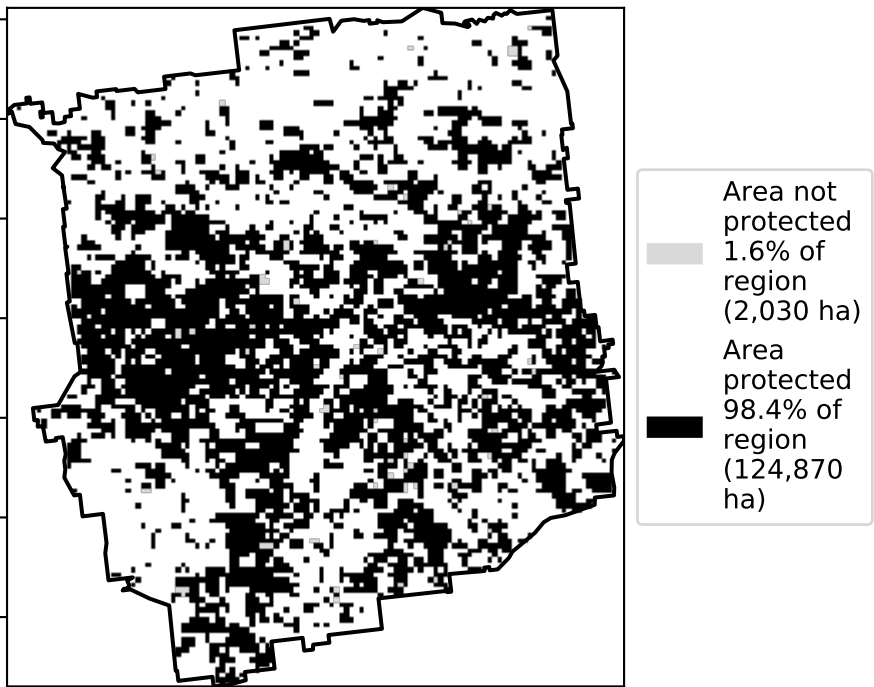 Area not
protected
1.6% of
region
(2,030 ha)
Area
protected
98.4% of
region
(124,870
ha)